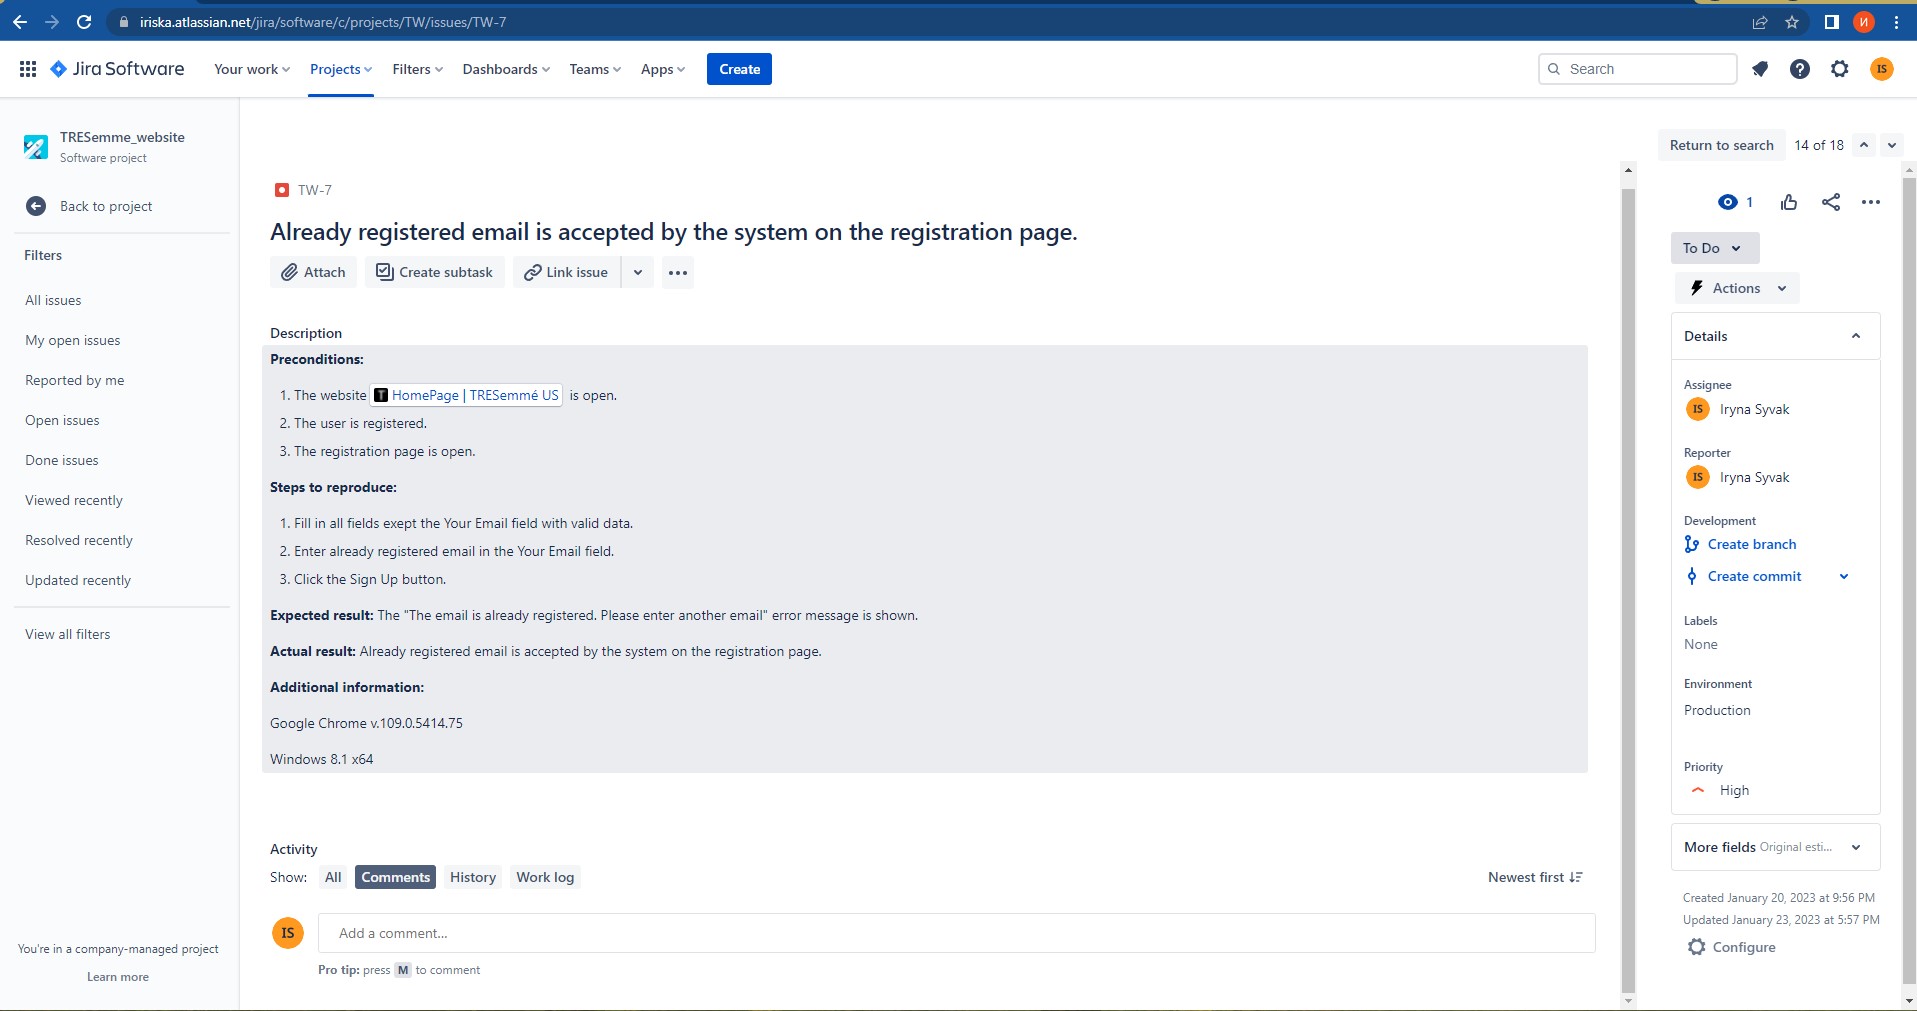 iriska.atlassian.net/jira/software/c/projects/TW/issues/TW-7
И
Jira Software
Your work
Projects
Filters
Dashboards
Teams
Apps
Create
Search
IS
TRESemme_website
Software project
Back to project
Filters
All issues
My open issues
Reported by me
Open issues
Done issues
Viewed recently
Resolved recently
Updated recently
View all filters
You're in a company-managed project
Learn more
Return to search
14 of 18
TW-7
Already registered email is accepted by the system on the registration page.
Attach
Create subtask
Link issue
Description
Preconditions:
1. The website T HomePage | TRESemmé US is open.
2. The user is registered.
3. The registration page is open.
Steps to reproduce:
1. Fill in all fields exept the Your Email field with valid data.
2. Enter already registered email in the Your Email field.
3. Click the Sign Up button.
Expected result: The "The email is already registered. Please enter another email" error message is shown.
Actual result: Already registered email is accepted by the system on the registration page.
Additional information:
Google Chrome v.109.0.5414.75
Windows 8.1 x64
Activity
Show: All Comments History Work log
Newest first
IS
Add a comment...
Pro tip: press M to comment
1
To Do
Actions
Details
Assignee
IS Iryna Syvak
Reporter
IS Iryna Syvak
Development
Create branch
Create commit
Labels
None
Environment
Production
Priority
High
More fields Original esti...
Created January 20, 2023 at 9:56 PM
Updated January 23, 2023 at 5:57 PM
Configure